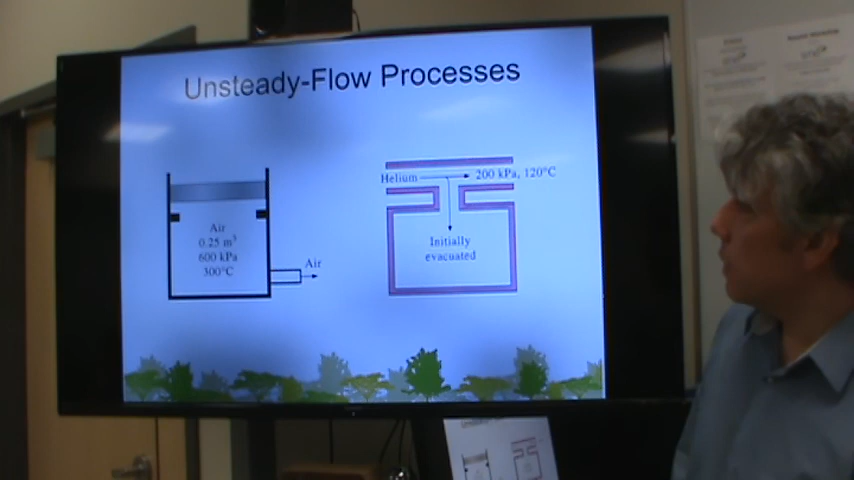 Unsteady-Flow Processes
Air
0.25 m³
600 kPa
300°C
Air
Helium
200 kPa, 120°C
Initially
evacuated